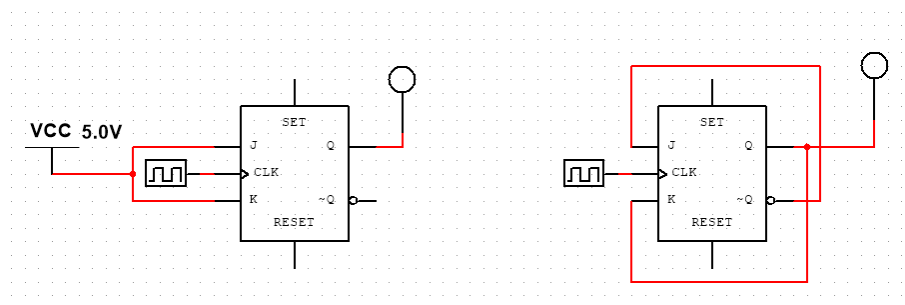 VCC 5.0V
SET
J Q
CLK
K ~Q
RESET
SET
J Q
CLK
K ~Q
RESET